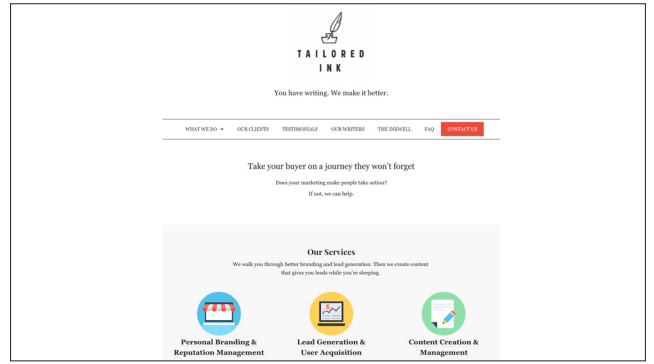 TAILORED
INK
You have writing. We make it better.
WHAT WE DO
OUR CLIENTS
TESTIMONIALS
OUR WRITERS
THE INKWELL
FAQ
CONTACT US
Take your buyer on a journey they won't forget
Does your marketing make people take action?
If not, we can help.
Our Services
We walk you through better branding and lead generation. Then we create content
that gives you leads while you're sleeping.
Personal Branding &
Reputation Management
Lead Generation &
User Acquisition
Content Creation &
Management